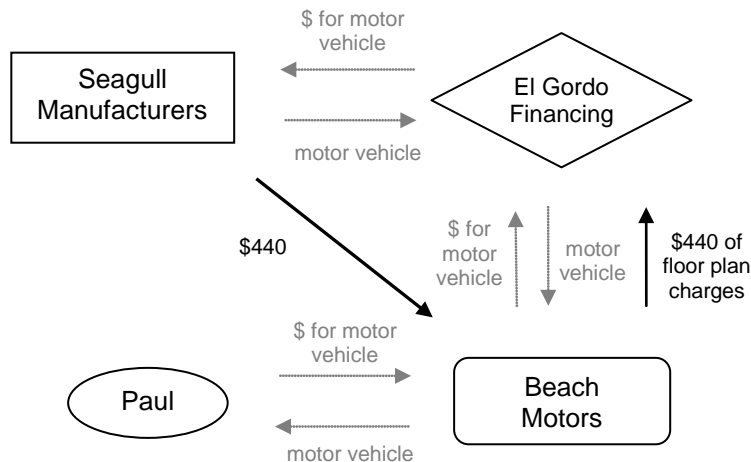 $ for motor
vehicle
Seagull
Manufacturers
El Gordo
Financing
motor vehicle
$440
$ for
motor
vehicle
motor
vehicle
$440 of
floor plan
charges
$ for motor
vehicle
Paul
Beach
Motors
motor vehicle